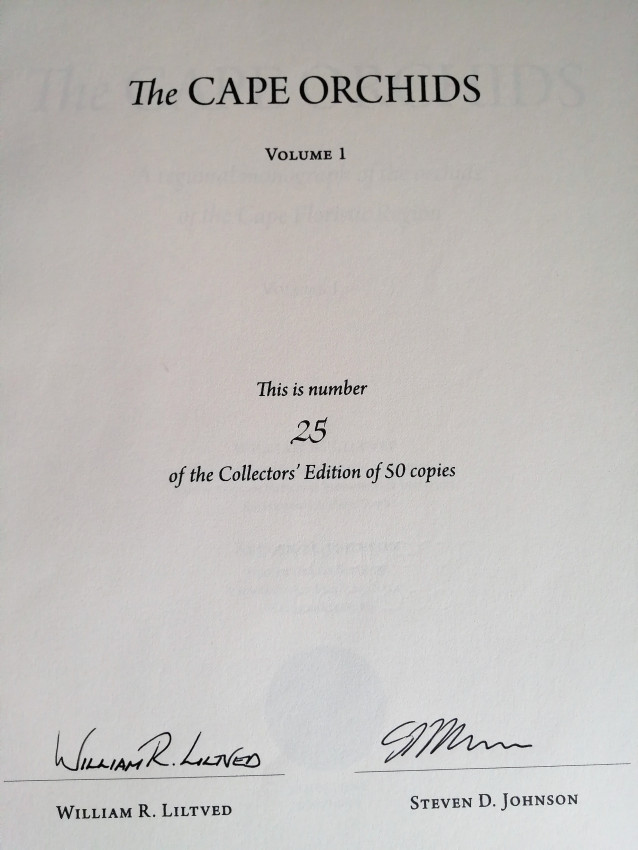 The CAPE ORCHIDS
VOLUME 1
This is number
25
of the Collectors' Edition of 50 copies
WILLIAM R. LILTVED
WILLIAM R. LILTVED
STEVEN D. JOHNSON